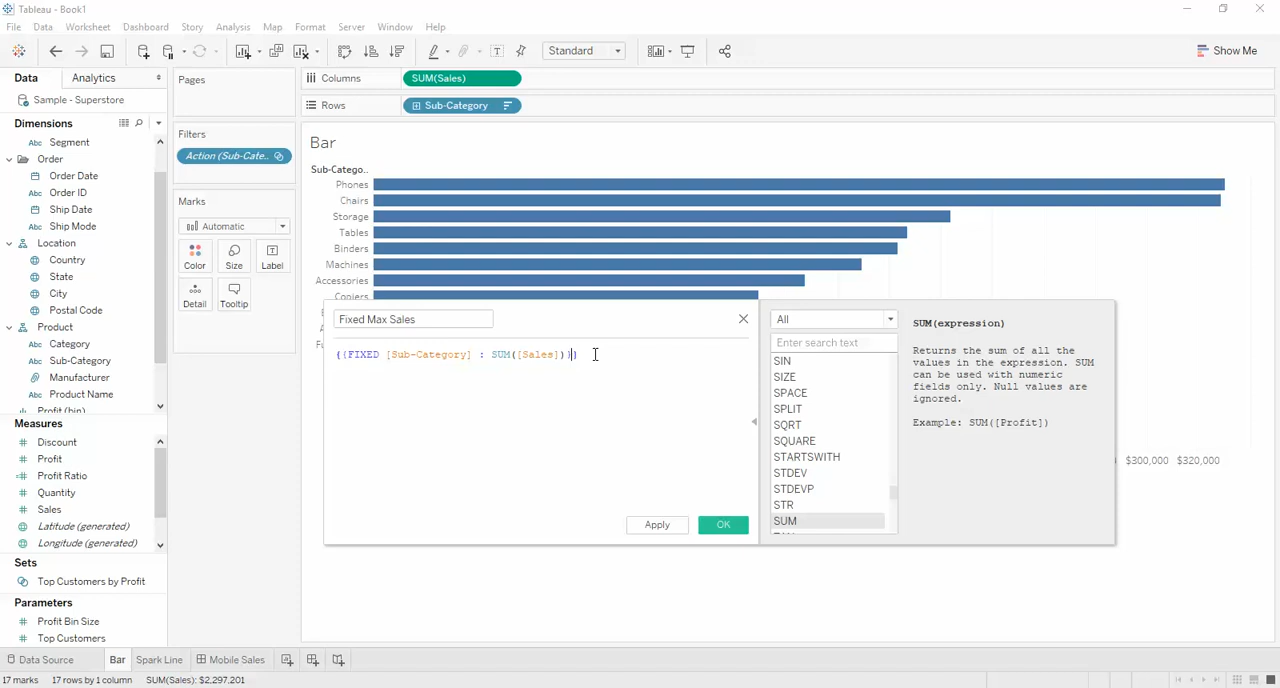 Tableau - Book1
File Data Worksheet Dashboard Story Analysis Map Format Server Window Help
Standard
Show Me
Data Analytics
Sample - Superstore
Dimensions
Abc Segment
Order
Order Date
Abc Order ID
Ship Date
Abc Ship Mode
Location
Country
State
City
Postal Code
Product
Abc Category
Abc Sub-Category
Manufacturer
Abc Product Name
Profit (bin)
Measures
# Discount
# Profit
=# Profit Ratio
# Quantity
# Sales
Latitude (generated)
Longitude (generated)
Sets
Top Customers by Profit
Parameters
# Profit Bin Size
# Top Customers
Pages
Filters
Action (Sub-Cate..
Marks
Automatic
Color Size Label
Detail Tooltip
Columns SUM(Sales)
Rows Sub-Category
Bar
Sub-Catego..
Phones
Chairs
Storage
Tables
Binders
Machines
Accessories
Copiers
$300,000 $320,000
Fixed Max Sales
({FIXED [Sub-Category] : SUM([Sales])})
Apply OK
All
Enter search text
SIN
SIZE
SPACE
SPLIT
SQRT
SQUARE
STARTSWITH
STDEV
STDEVP
STR
SUM
SUM(expression)
Returns the sum of all the
values in the expression. SUM
can be used with numeric
fields only. Null values are
ignored.
Example: SUM([Profit])
Data Source Bar Spark Line Mobile Sales
17 marks 17 rows by 1 column SUM(Sales): $2,297,201